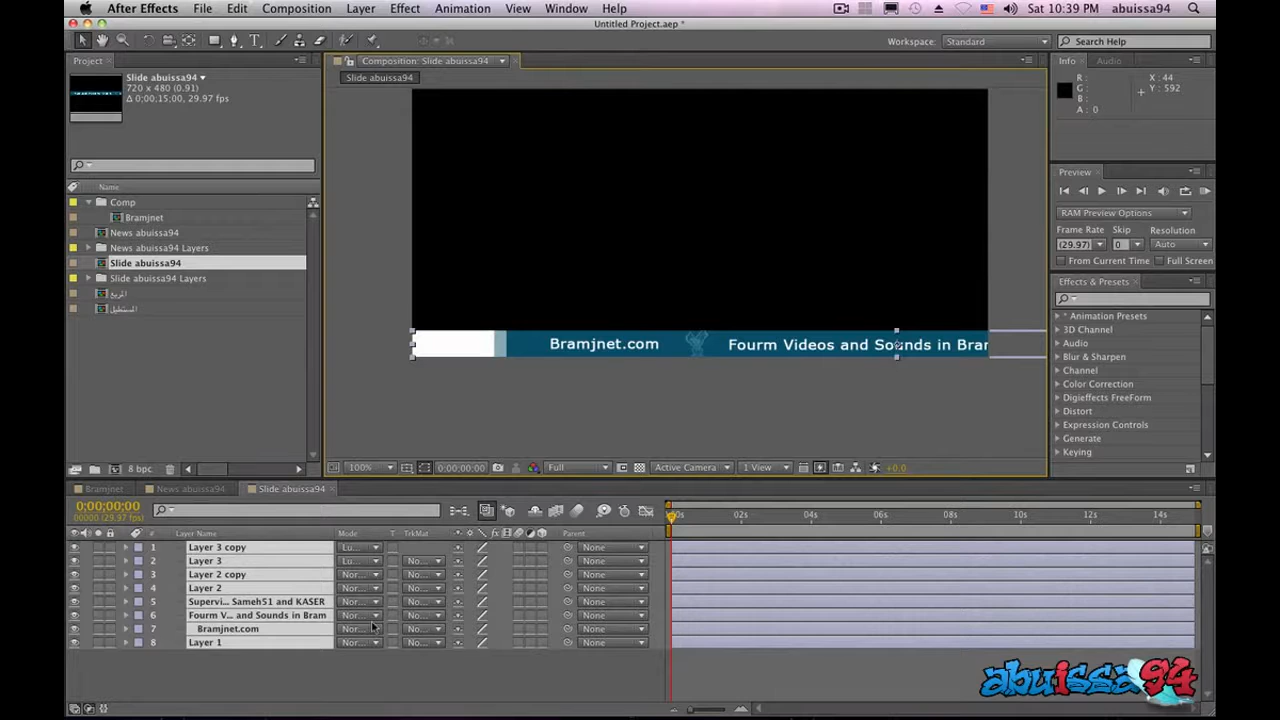 After Effects File Edit Composition Layer Effect Animation View Window Help Sat 10:39 PM abuissa94
Untitled Project.aep *
Workspace: Standard Search Help
Project
Composition: Slide abuissa94
Info Audio
Slide abuissa94
Slide abuissa94
720 x 480 (0.91)
Δ 0;00;15;00, 29.97 fps
R :
G :
B :
A : 0
X : 44
Y : 592
Preview
Name
Comp
Bramjnet
News abuissa94
News abuissa94 Layers
Slide abuissa94
Slide abuissa94 Layers
المربع
المستطيل
RAM Preview Options
Frame Rate Skip Resolution
(29.97) 0 Auto
From Current Time Full Screen
Effects & Presets
* Animation Presets
3D Channel
Audio
Blur & Sharpen
Channel
Color Correction
Digieffects FreeForm
Distort
Expression Controls
Generate
Keying
Bramjnet.com Fourm Videos and Sounds in Bram
8 bpc
100% 0;00;00;00 Full Active Camera 1 View +0.0
Bramjnet News abuissa94 Slide abuissa94
0;00;00;00
00000 (29.97 fps)
00s 02s 04s 06s 08s 10s 12s 14s
# Layer Name Mode T TrkMat Parent
1 Layer 3 copy Lu... None
2 Layer 3 Lu... No... None
3 Layer 2 copy Nor... No... None
4 Layer 2 Nor... No... None
5 Supervi... Sameh51 and KASER Nor... No... None
6 Fourm V... and Sounds in Bram Nor... No... None
7 Bramjnet.com Nor... No... None
8 Layer 1 Nor... No... None
abuissa94